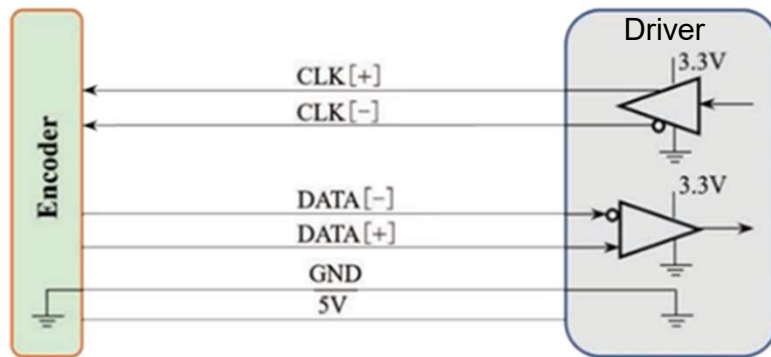 Driver
3.3V
CLK[+]
CLK[-]
Encoder
3.3V
DATA[-]
DATA[+]
GND
5V